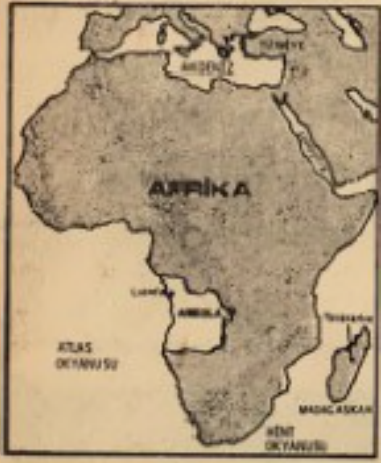 TÜRKİYE
AKDENİZ
AFRİKA
Luanda
ANGOLA
ATLAS
OKYANUSU
MADAGASKAR
HİNT
OKYANUSU